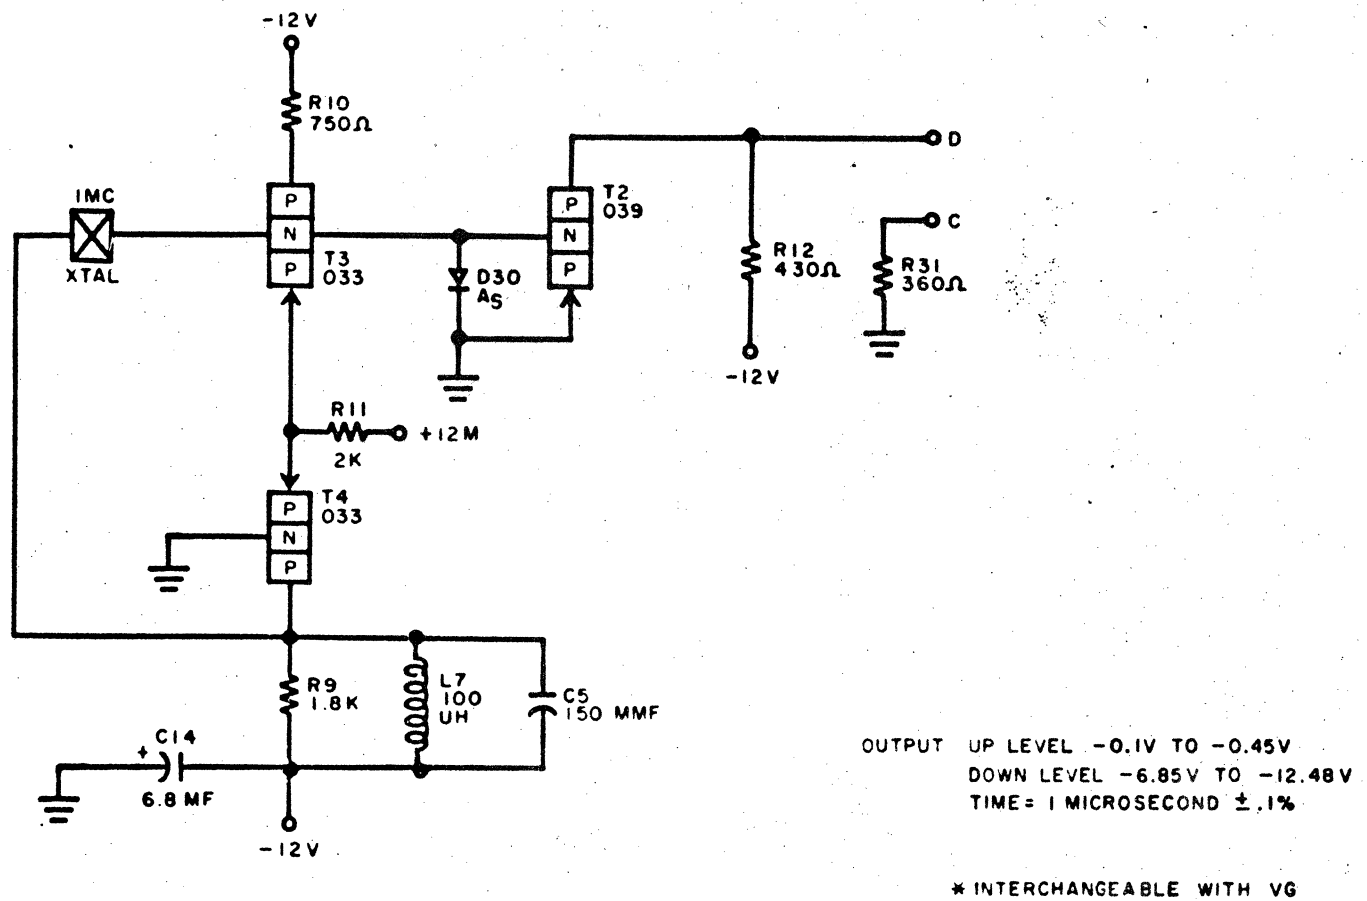 -12V
R10
750Ω
1MC
XTAL
P
N
P
T3
033
D30
AS
T2
039
P
N
P
D
C
R12
430Ω
-12V
R31
360Ω
R11
2K
+12M
T4
033
P
N
P
R9
1.8K
L7
100
UH
C5
150 MMF
C14
+
6.8 MF
-12V
OUTPUT UP LEVEL -0.1V TO -0.45V
DOWN LEVEL -6.85V TO -12.48V
TIME= 1 MICROSECOND ± .1%
* INTERCHANGEABLE WITH VG